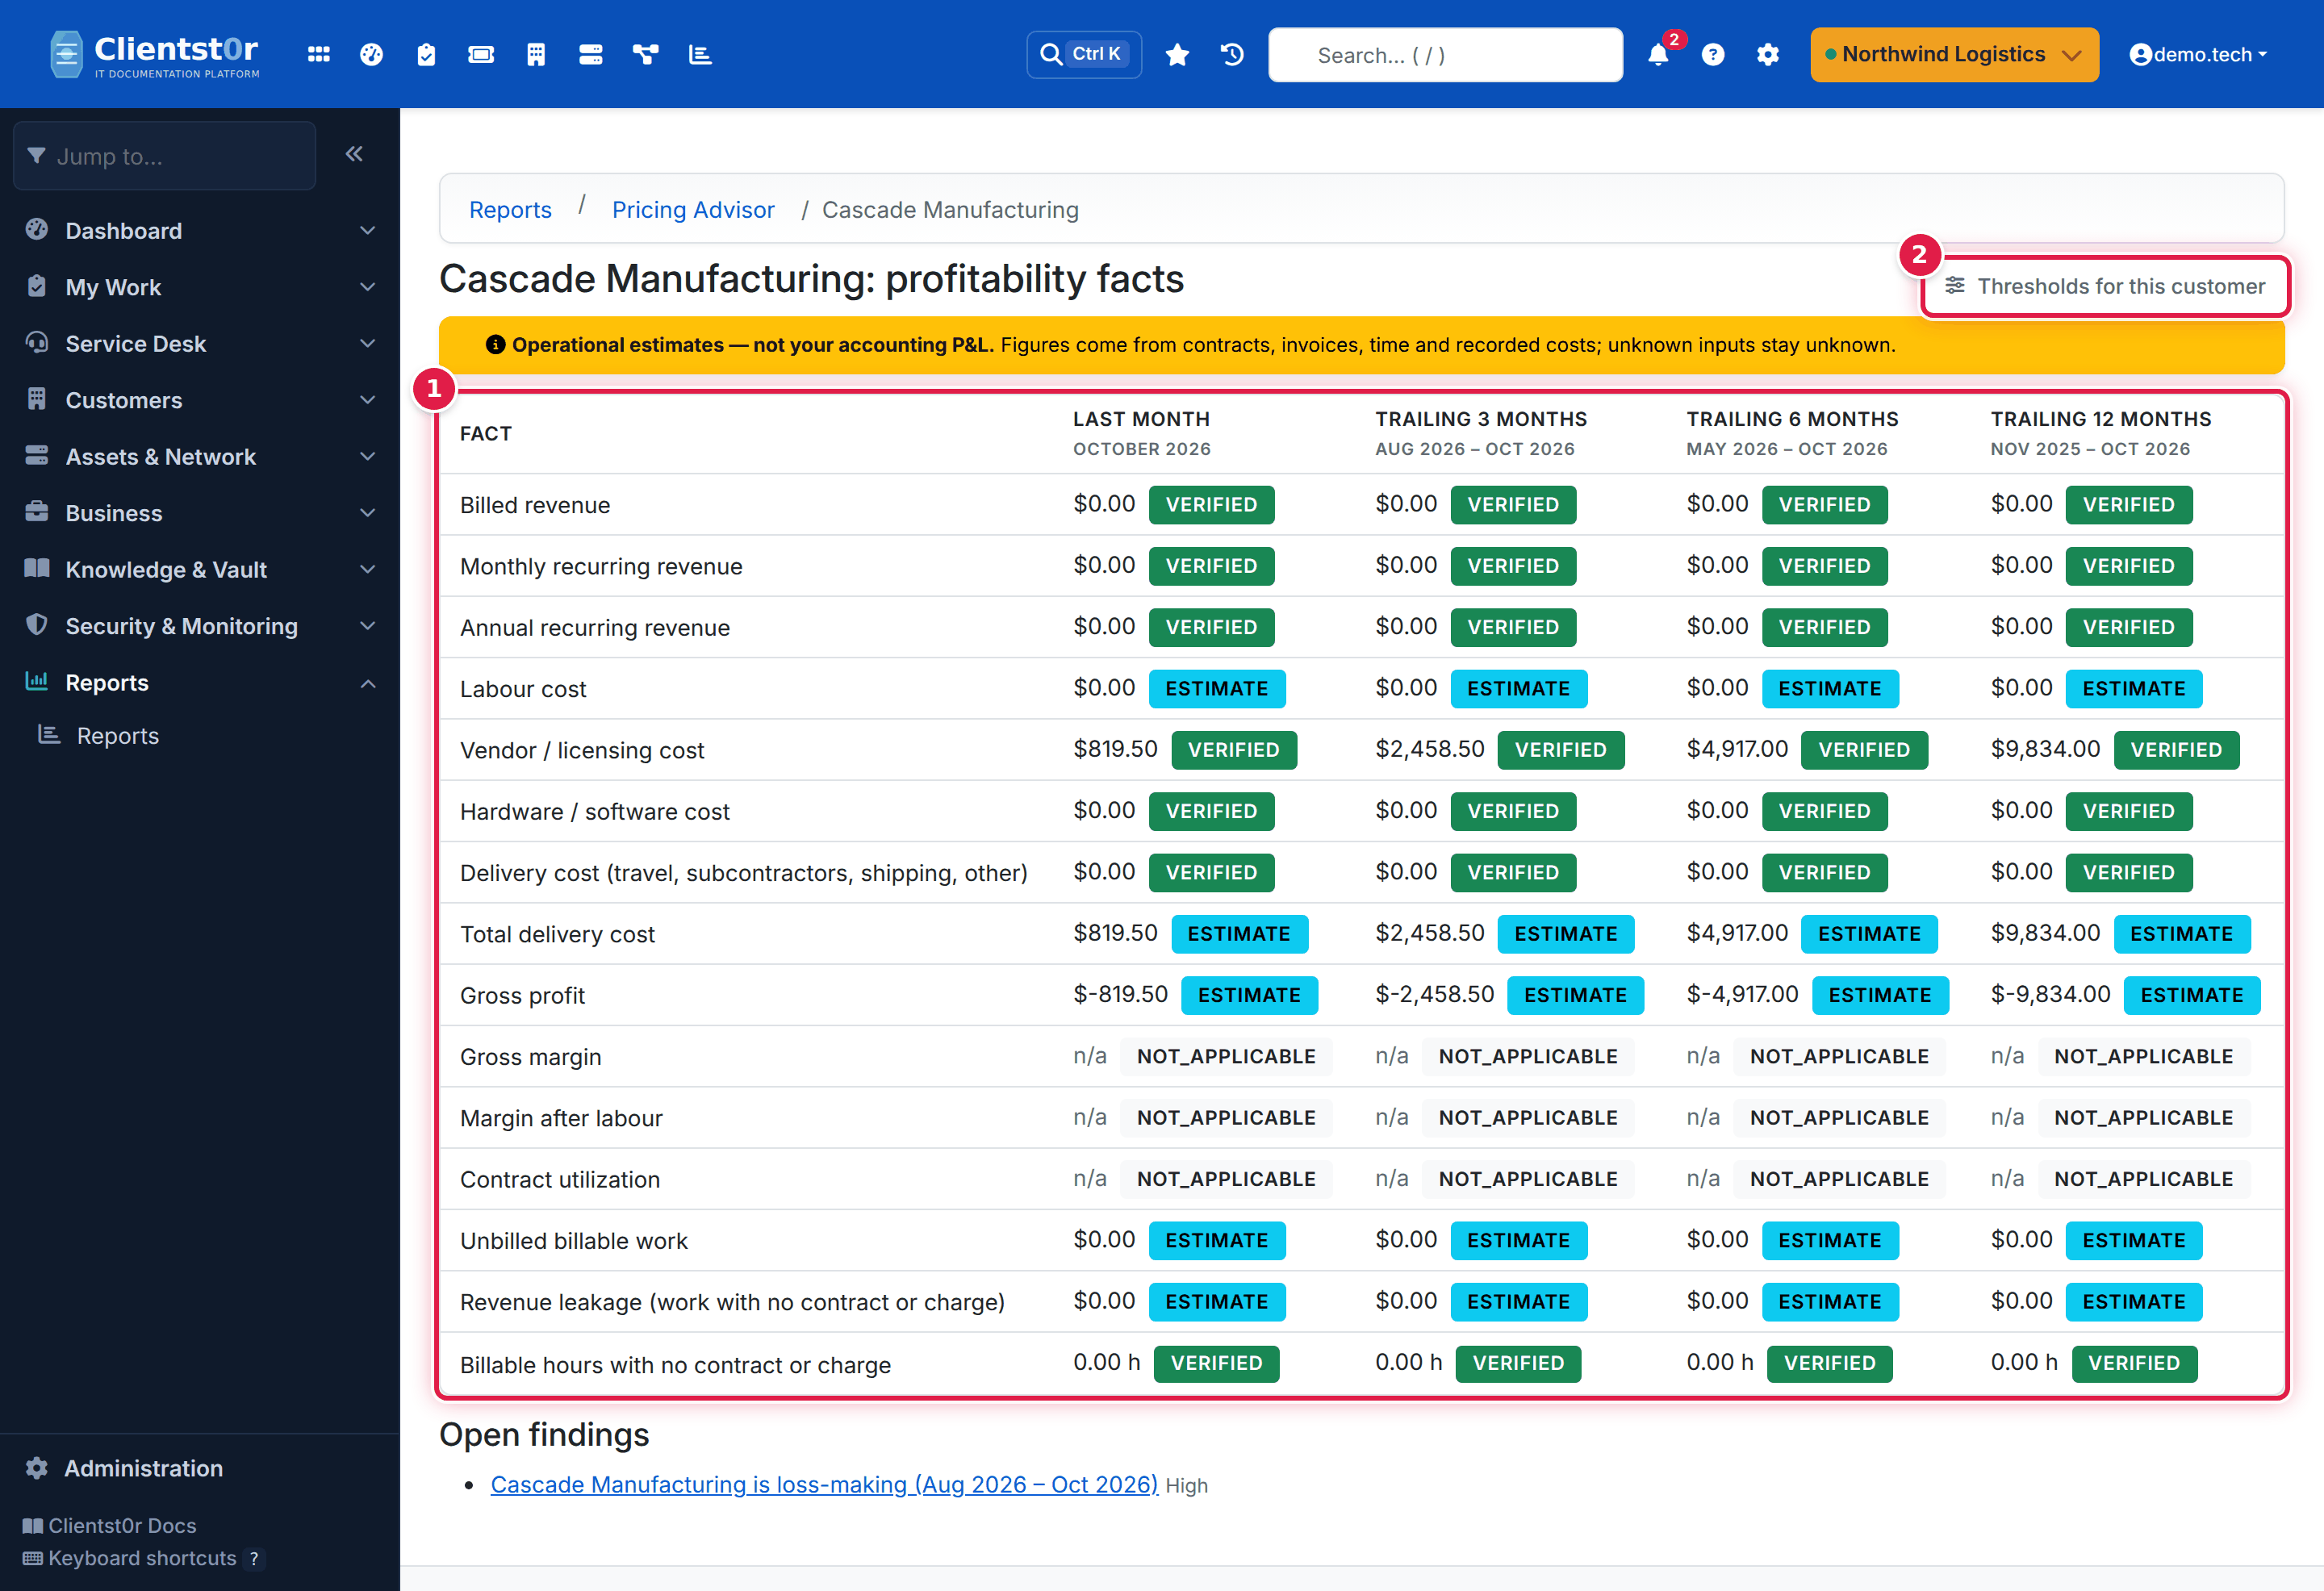 Clientst0r
IT DOCUMENTATION PLATFORM
Ctrl K
Search... ( / )
2
Northwind Logistics
demo.tech
Jump to...
Dashboard
My Work
Service Desk
Customers
Assets & Network
Business
Knowledge & Vault
Security & Monitoring
Reports
Reports
Administration
Clientst0r Docs
Keyboard shortcuts ?
Reports / Pricing Advisor / Cascade Manufacturing
Cascade Manufacturing: profitability facts
2
Thresholds for this customer
Operational estimates — not your accounting P&L. Figures come from contracts, invoices, time and recorded costs; unknown inputs stay unknown.
1
FACT LAST MONTH TRAILING 3 MONTHS TRAILING 6 MONTHS TRAILING 12 MONTHS
OCTOBER 2026 AUG 2026 – OCT 2026 MAY 2026 – OCT 2026 NOV 2025 – OCT 2026
Billed revenue $0.00 VERIFIED $0.00 VERIFIED $0.00 VERIFIED $0.00 VERIFIED
Monthly recurring revenue $0.00 VERIFIED $0.00 VERIFIED $0.00 VERIFIED $0.00 VERIFIED
Annual recurring revenue $0.00 VERIFIED $0.00 VERIFIED $0.00 VERIFIED $0.00 VERIFIED
Labour cost $0.00 ESTIMATE $0.00 ESTIMATE $0.00 ESTIMATE $0.00 ESTIMATE
Vendor / licensing cost $819.50 VERIFIED $2,458.50 VERIFIED $4,917.00 VERIFIED $9,834.00 VERIFIED
Hardware / software cost $0.00 VERIFIED $0.00 VERIFIED $0.00 VERIFIED $0.00 VERIFIED
Delivery cost (travel, subcontractors, shipping, other) $0.00 VERIFIED $0.00 VERIFIED $0.00 VERIFIED $0.00 VERIFIED
Total delivery cost $819.50 ESTIMATE $2,458.50 ESTIMATE $4,917.00 ESTIMATE $9,834.00 ESTIMATE
Gross profit $-819.50 ESTIMATE $-2,458.50 ESTIMATE $-4,917.00 ESTIMATE $-9,834.00 ESTIMATE
Gross margin n/a NOT_APPLICABLE n/a NOT_APPLICABLE n/a NOT_APPLICABLE n/a NOT_APPLICABLE
Margin after labour n/a NOT_APPLICABLE n/a NOT_APPLICABLE n/a NOT_APPLICABLE n/a NOT_APPLICABLE
Contract utilization n/a NOT_APPLICABLE n/a NOT_APPLICABLE n/a NOT_APPLICABLE n/a NOT_APPLICABLE
Unbilled billable work $0.00 ESTIMATE $0.00 ESTIMATE $0.00 ESTIMATE $0.00 ESTIMATE
Revenue leakage (work with no contract or charge) $0.00 ESTIMATE $0.00 ESTIMATE $0.00 ESTIMATE $0.00 ESTIMATE
Billable hours with no contract or charge 0.00 h VERIFIED 0.00 h VERIFIED 0.00 h VERIFIED 0.00 h VERIFIED
Open findings
Cascade Manufacturing is loss-making (Aug 2026 – Oct 2026) High